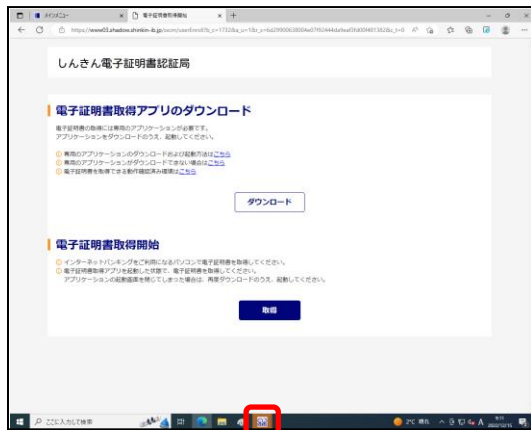 メインメニュー
電子証明書取得開始
しんきん電子証明書認証局
電子証明書取得アプリのダウンロード
電子証明書の取得には専用のアプリケーションが必要です。
アプリケーションをダウンロードのうえ、起動してください。
専用のアプリケーションのダウンロードおよび起動方法はこちら
専用のアプリケーションがダウンロードできない場合はこちら
電子証明書を取得できる動作確認済み環境はこちら
ダウンロード
電子証明書取得開始
インターネットバンキングをご利用になるパソコンで電子証明書を取得してください。
電子証明書取得アプリを起動した状態で、電子証明書を取得してください。
アプリケーションの起動画面を閉じてしまった場合は、再度ダウンロードのうえ、起動してください。
取得
ここに入力して検索
2°C 晴れ
A
9:11
2022/12/15